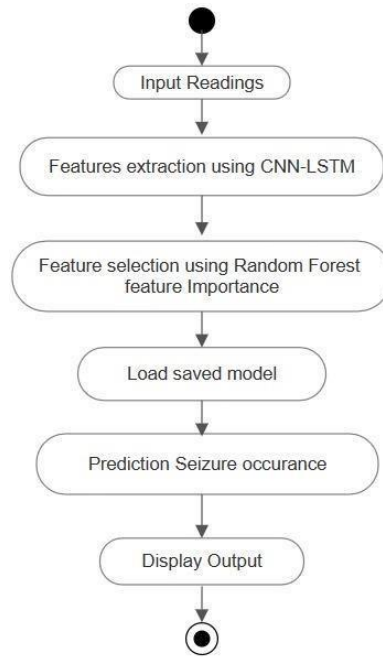 Input Readings
Features extraction using CNN-LSTM
Feature selection using Random Forest
feature Importance
Load saved model
Prediction Seizure occurance
Display Output